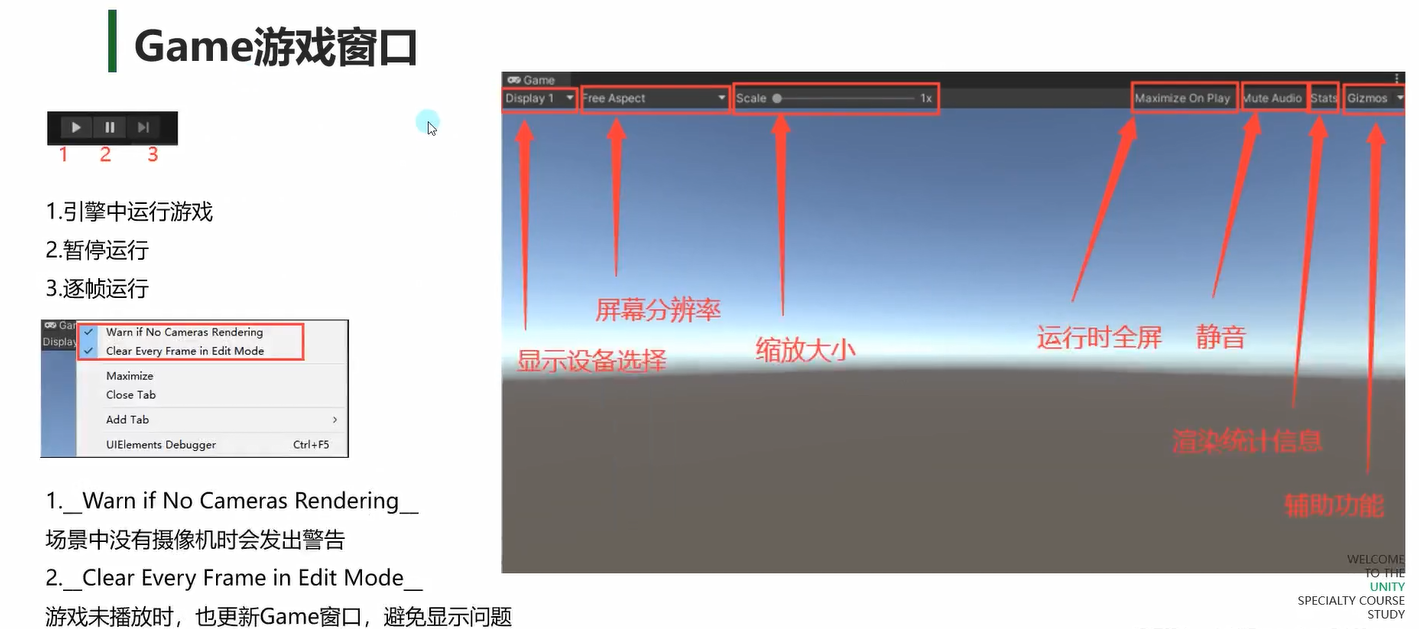 Game游戏窗口
1 2 3
1.引擎中运行游戏
2.暂停运行
3.逐帧运行
Gam
Display
Warn if No Cameras Rendering
Clear Every Frame in Edit Mode
Maximize
Close Tab
Add Tab
UIElements Debugger Ctrl+F5
1.__Warn if No Cameras Rendering__
场景中没有摄像机时会发出警告
2.__Clear Every Frame in Edit Mode__
游戏未播放时，也更新Game窗口，避免显示问题
Game
Display 1 Free Aspect Scale 1x Maximize On Play Mute Audio Stats Gizmos
屏幕分辨率
显示设备选择
缩放大小
运行时全屏
静音
渲染统计信息
辅助功能
WELCOME
TO THE
UNITY
SPECIALTY COURSE
STUDY